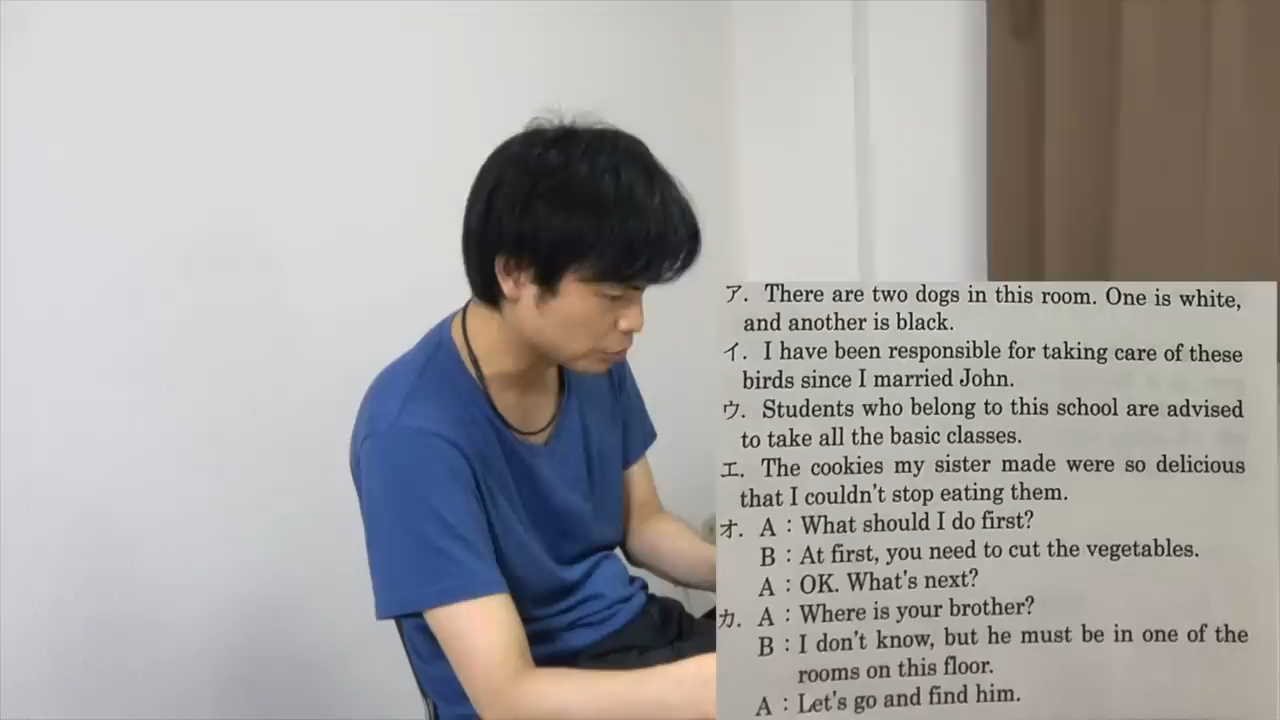 ア. There are two dogs in this room. One is white,
and another is black.
イ. I have been responsible for taking care of these
birds since I married John.
ウ. Students who belong to this school are advised
to take all the basic classes.
エ. The cookies my sister made were so delicious
that I couldn't stop eating them.
オ. A : What should I do first?
B : At first, you need to cut the vegetables.
A : OK. What's next?
カ. A : Where is your brother?
B : I don't know, but he must be in one of the
rooms on this floor.
A : Let's go and find him.